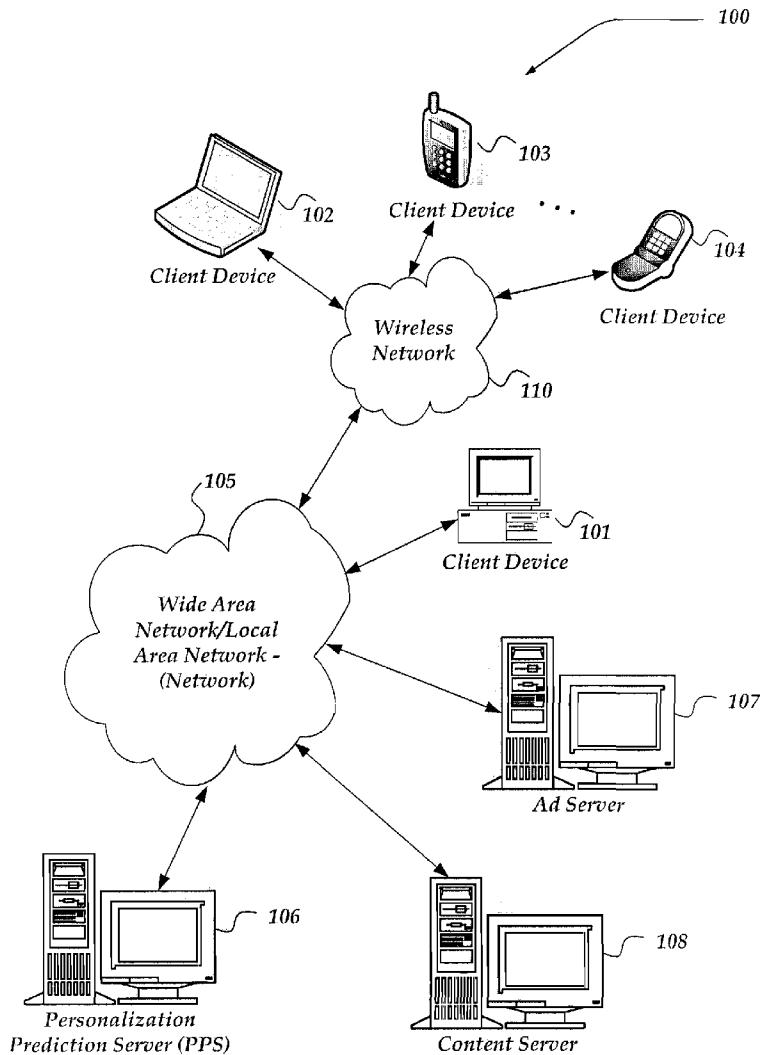 100
103
102
Client Device
104
Client Device
Client Device
Wireless
Network
110
105
101
Client Device
Wide Area
Network/Local
Area Network -
(Network)
107
Ad Server
106
108
Personalization
Prediction Server (PPS)
Content Server